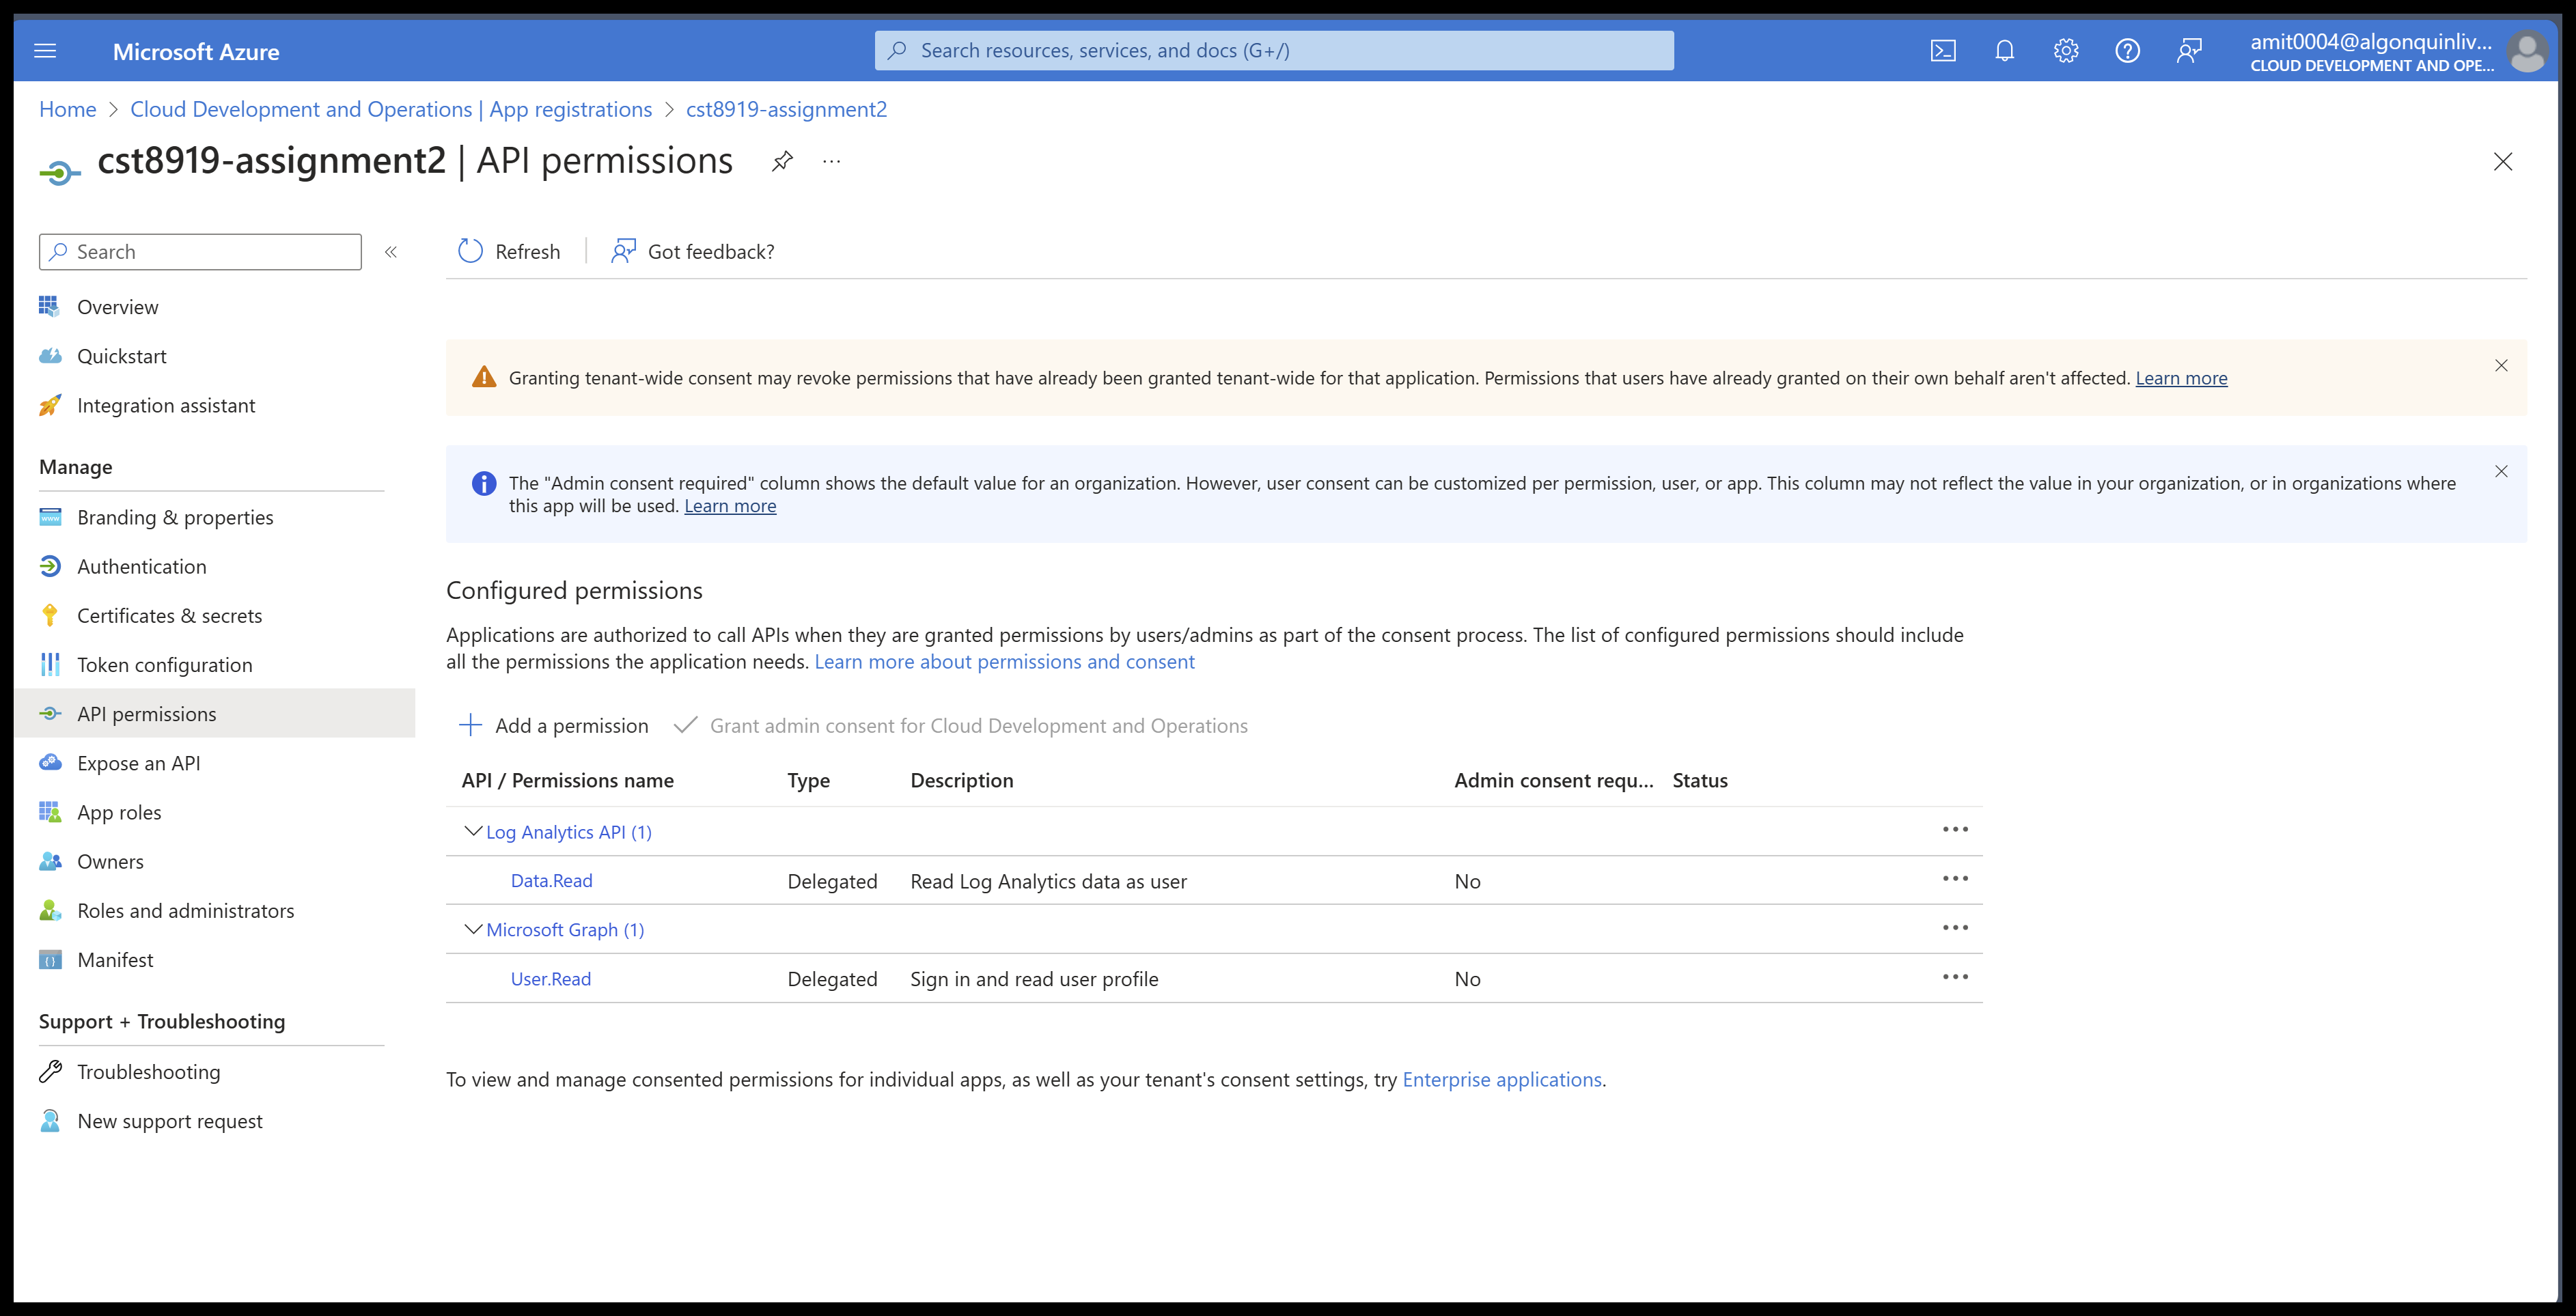 Microsoft Azure
Search resources, services, and docs (G+/)
amit0004@algonquinliv...
CLOUD DEVELOPMENT AND OPE...
Home > Cloud Development and Operations | App registrations > cst8919-assignment2
cst8919-assignment2 | API permissions
Search
Refresh
Got feedback?
Overview
Quickstart
Integration assistant
Manage
Branding & properties
Authentication
Certificates & secrets
Token configuration
API permissions
Expose an API
App roles
Owners
Roles and administrators
Manifest
Support + Troubleshooting
Troubleshooting
New support request
Granting tenant-wide consent may revoke permissions that have already been granted tenant-wide for that application. Permissions that users have already granted on their own behalf aren't affected. Learn more
The "Admin consent required" column shows the default value for an organization. However, user consent can be customized per permission, user, or app. This column may not reflect the value in your organization, or in organizations where
this app will be used. Learn more
Configured permissions
Applications are authorized to call APIs when they are granted permissions by users/admins as part of the consent process. The list of configured permissions should include
all the permissions the application needs. Learn more about permissions and consent
Add a permission
Grant admin consent for Cloud Development and Operations
API / Permissions name Type Description Admin consent requ... Status
Log Analytics API (1)
Data.Read Delegated Read Log Analytics data as user No
Microsoft Graph (1)
User.Read Delegated Sign in and read user profile No
To view and manage consented permissions for individual apps, as well as your tenant's consent settings, try Enterprise applications.